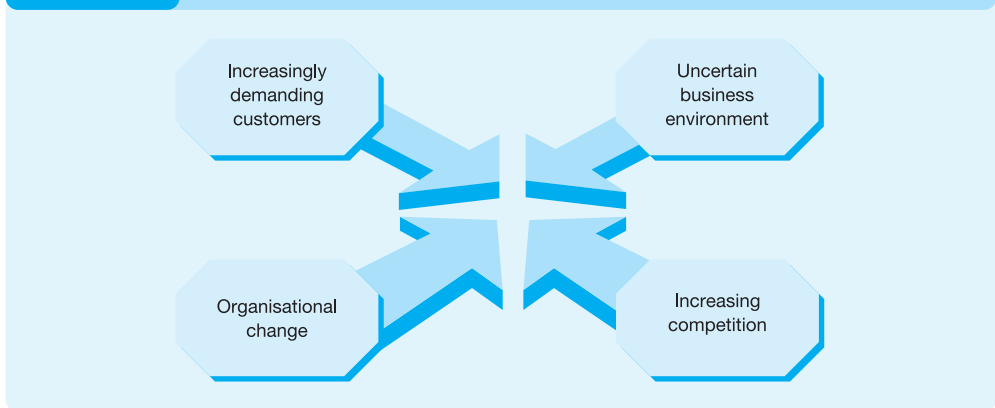 Increasingly
demanding
customers
Uncertain
business
environment
Organisational
change
Increasing
competition